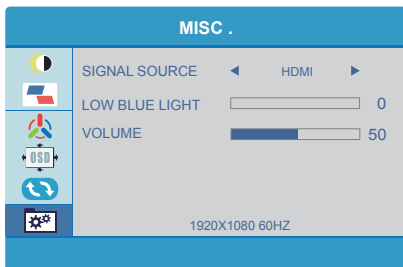 MISC .
SIGNAL SOURCE ◀ HDMI ▶
LOW BLUE LIGHT 0
VOLUME 50
OSD
1920X1080 60HZ